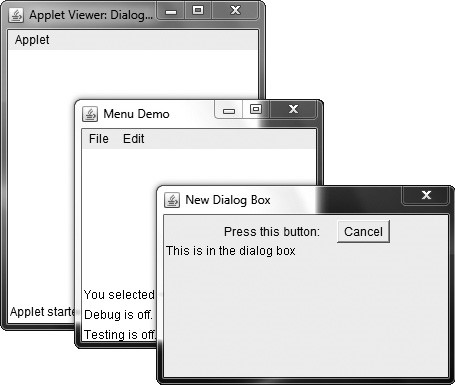 Applet Viewer: Dialog...
Applet
Menu Demo
File Edit
New Dialog Box
Press this button: Cancel
This is in the dialog box
You selected
Debug is off.
Applet starte
Testing is off.